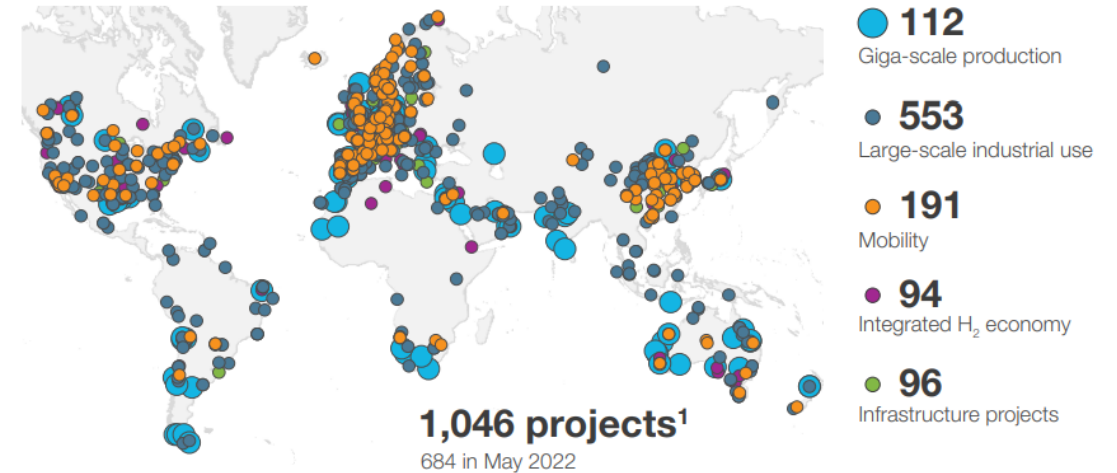 112
Giga-scale production
553
Large-scale industrial use
191
Mobility
94
Integrated H₂ economy
96
Infrastructure projects
1,046 projects¹
684 in May 2022